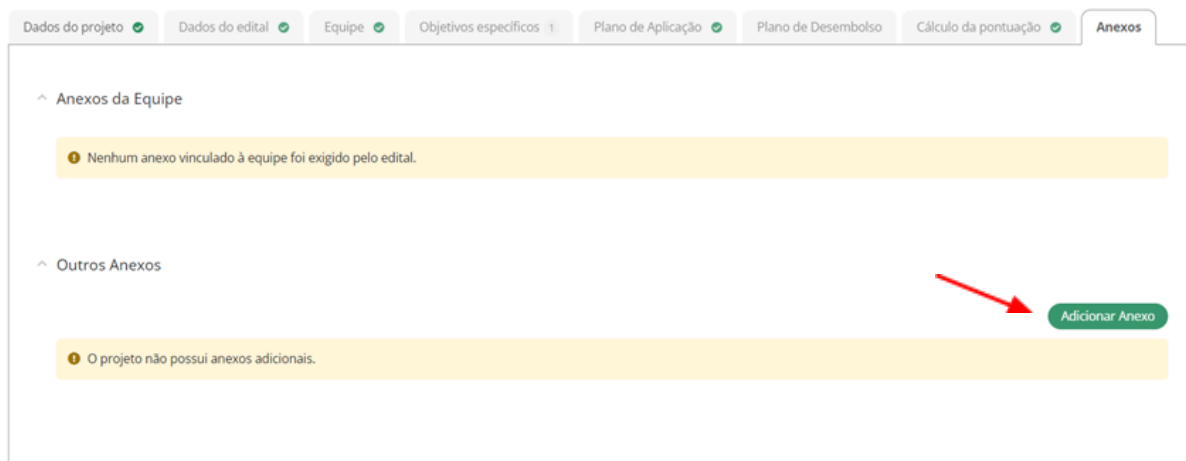 Dados do projeto Dados do edital Equipe Objetivos específicos 1 Plano de Aplicação Plano de Desembolso Cálculo da pontuação Anexos
Anexos da Equipe
Nenhum anexo vinculado à equipe foi exigido pelo edital.
Outros Anexos
Adicionar Anexo
O projeto não possui anexos adicionais.